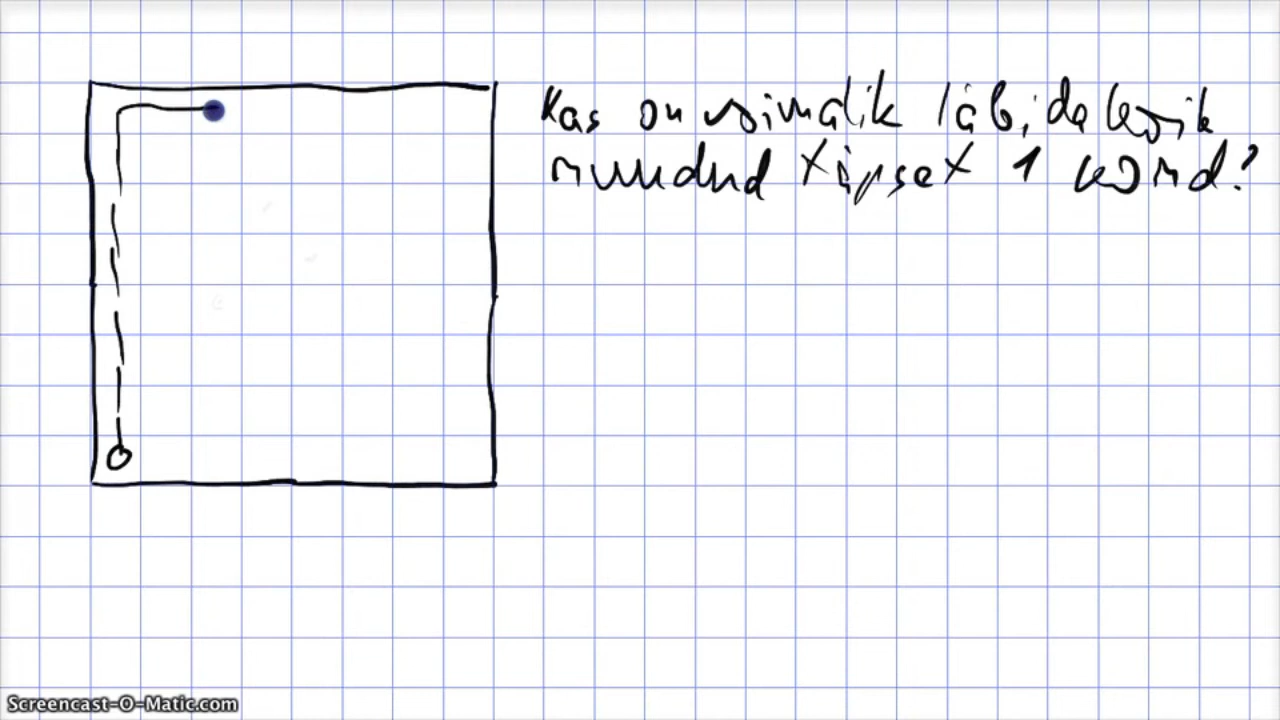 Kas on võimalik läbida kõik
ruudud täpselt 1 kord?
Screencast-O-Matic.com